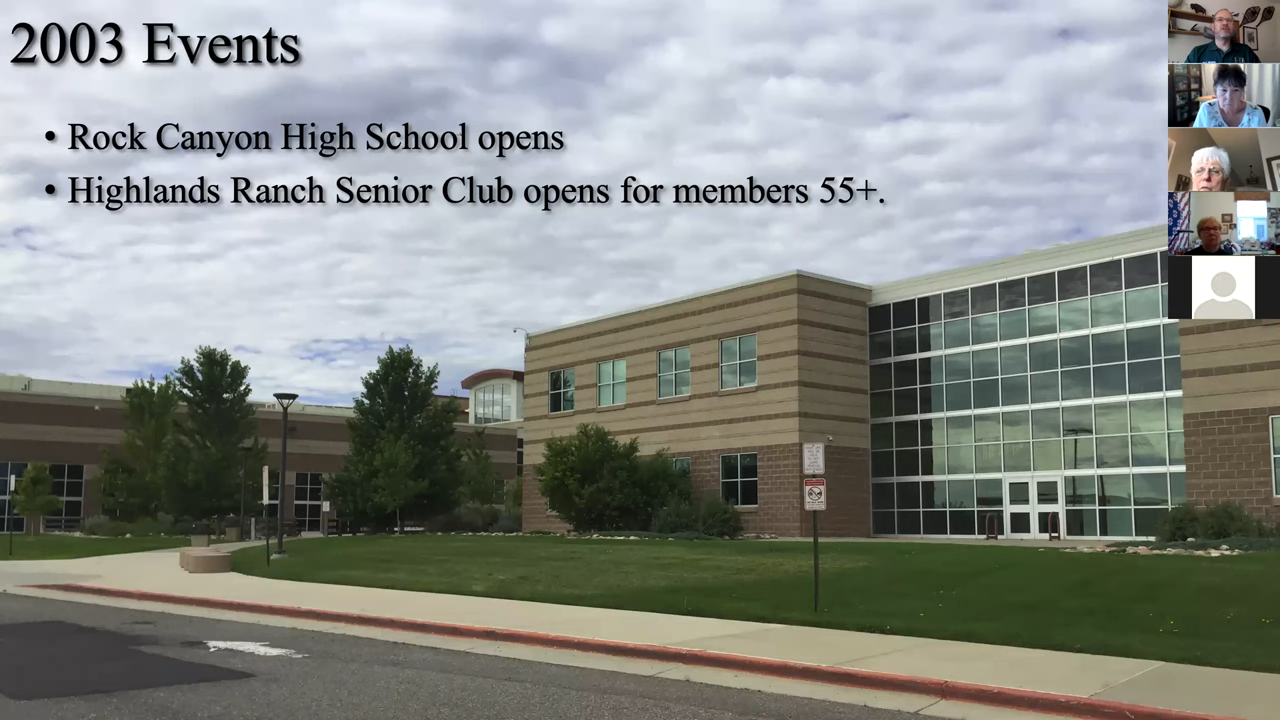 2003 Events
• Rock Canyon High School opens
• Highlands Ranch Senior Club opens for members 55+.